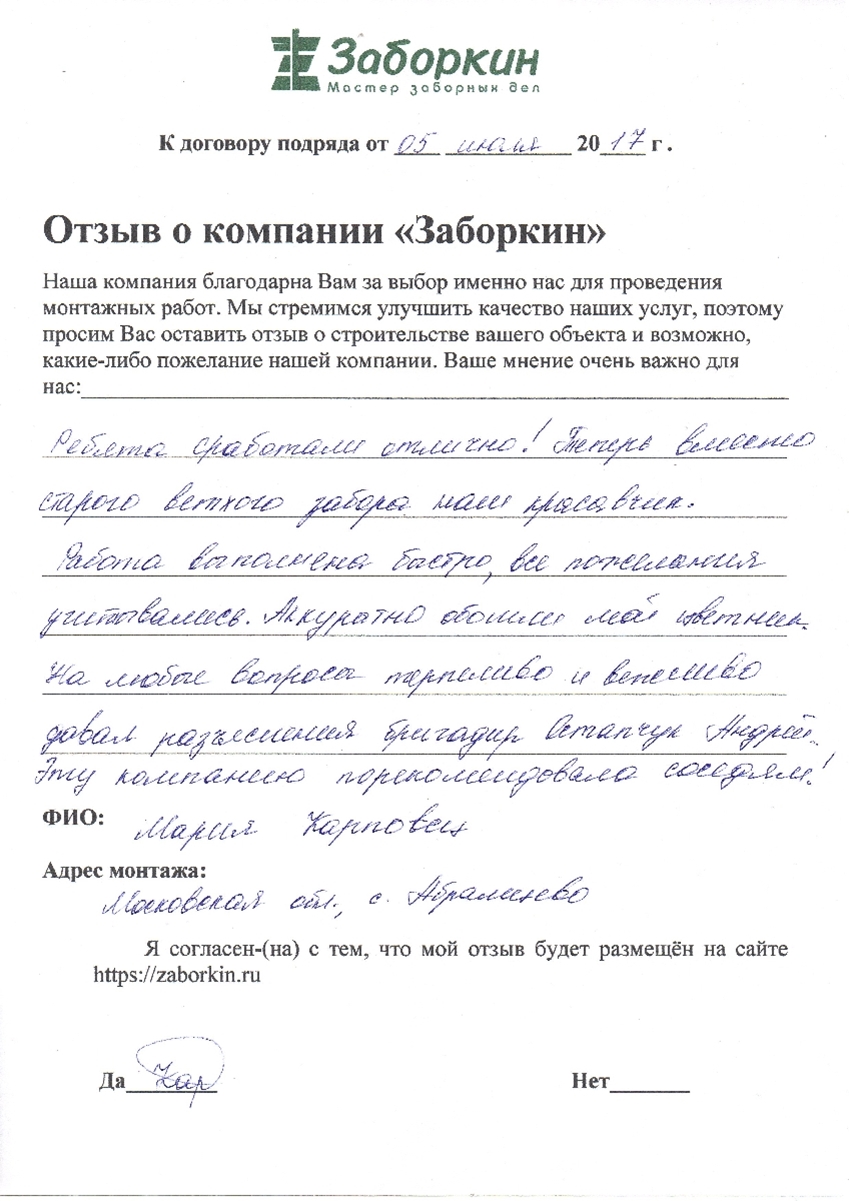 Заборкин
Мастер заборных дел
К договору подряда от 05 июля 2017 г.
Отзыв о компании «Заборкин»
Наша компания благодарна Вам за выбор именно нас для проведения
монтажных работ. Мы стремимся улучшить качество наших услуг, поэтому
просим Вас оставить отзыв о строительстве вашего объекта и возможно,
какие-либо пожелание нашей компании. Ваше мнение очень важно для
нас:
Ребята сработали отлично! Теперь вместо
старого ветхого забора наш красавчик.
Работа выполнена быстро, все пожелания
учитывались. Аккуратно обошли мой цветник.
На любые вопросы терпеливо и вежливо
давал разъяснения бригадир Остапчук Андрей.
Эту компанию порекомендовала соседям!
ФИО: Мария Карповец
Адрес монтажа:
Московская обл., с. Абрамцево
Я согласен-(на) с тем, что мой отзыв будет размещён на сайте
https://zaborkin.ru
Да Кар Нет